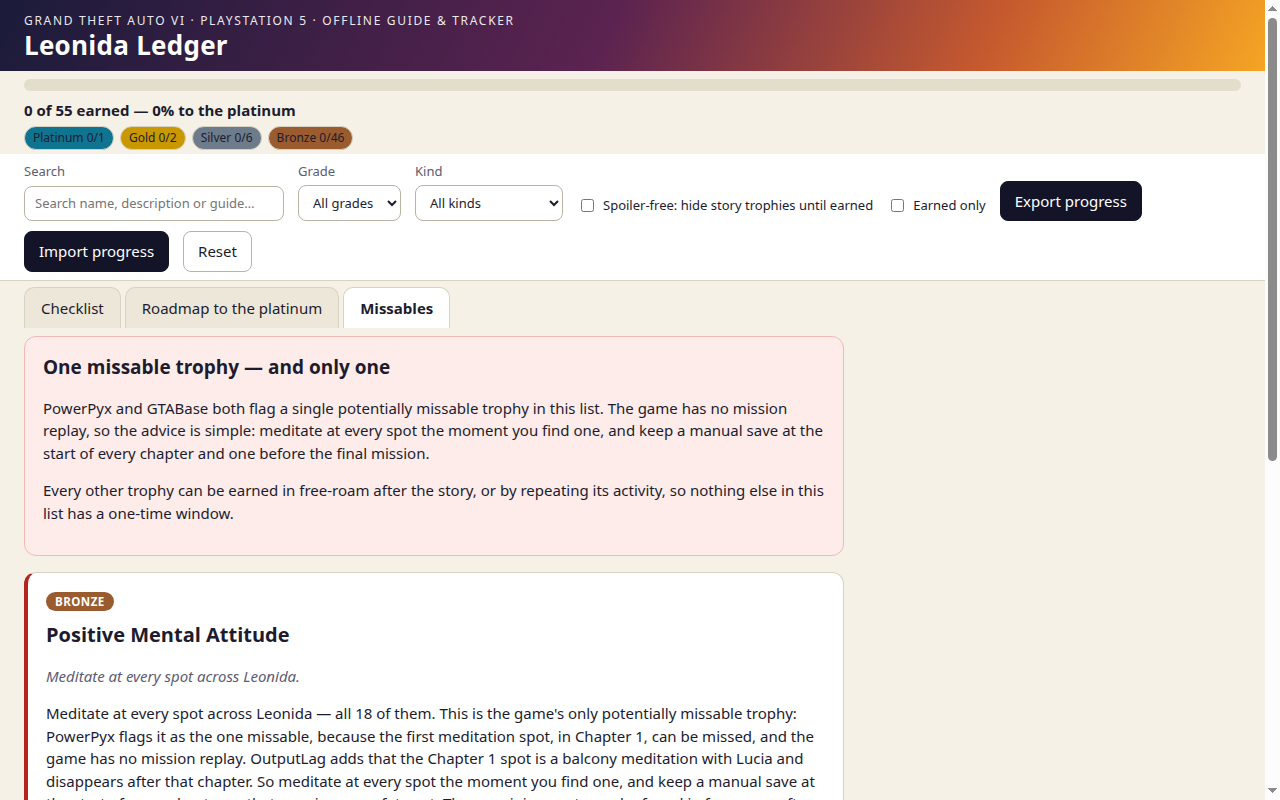 GRAND THEFT AUTO VI · PLAYSTATION 5 · OFFLINE GUIDE & TRACKER
Leonida Ledger
0 of 55 earned — 0% to the platinum
Platinum 0/1 Gold 0/2 Silver 0/6 Bronze 0/46
Search Grade Kind
Search name, description or guide... All grades All kinds Spoiler-free: hide story trophies until earned Earned only Export progress
Import progress Reset
Checklist Roadmap to the platinum Missables
One missable trophy — and only one
PowerPyx and GTABase both flag a single potentially missable trophy in this list. The game has no mission
replay, so the advice is simple: meditate at every spot the moment you find one, and keep a manual save at the
start of every chapter and one before the final mission.
Every other trophy can be earned in free-roam after the story, or by repeating its activity, so nothing else in this
list has a one-time window.
BRONZE
Positive Mental Attitude
Meditate at every spot across Leonida.
Meditate at every spot across Leonida — all 18 of them. This is the game's only potentially missable trophy:
PowerPyx flags it as the one missable, because the first meditation spot, in Chapter 1, can be missed, and the
game has no mission replay. OutputLag adds that the Chapter 1 spot is a balcony meditation with Lucia and
disappears after that chapter. So meditate at every spot the moment you find one, and keep a manual save at